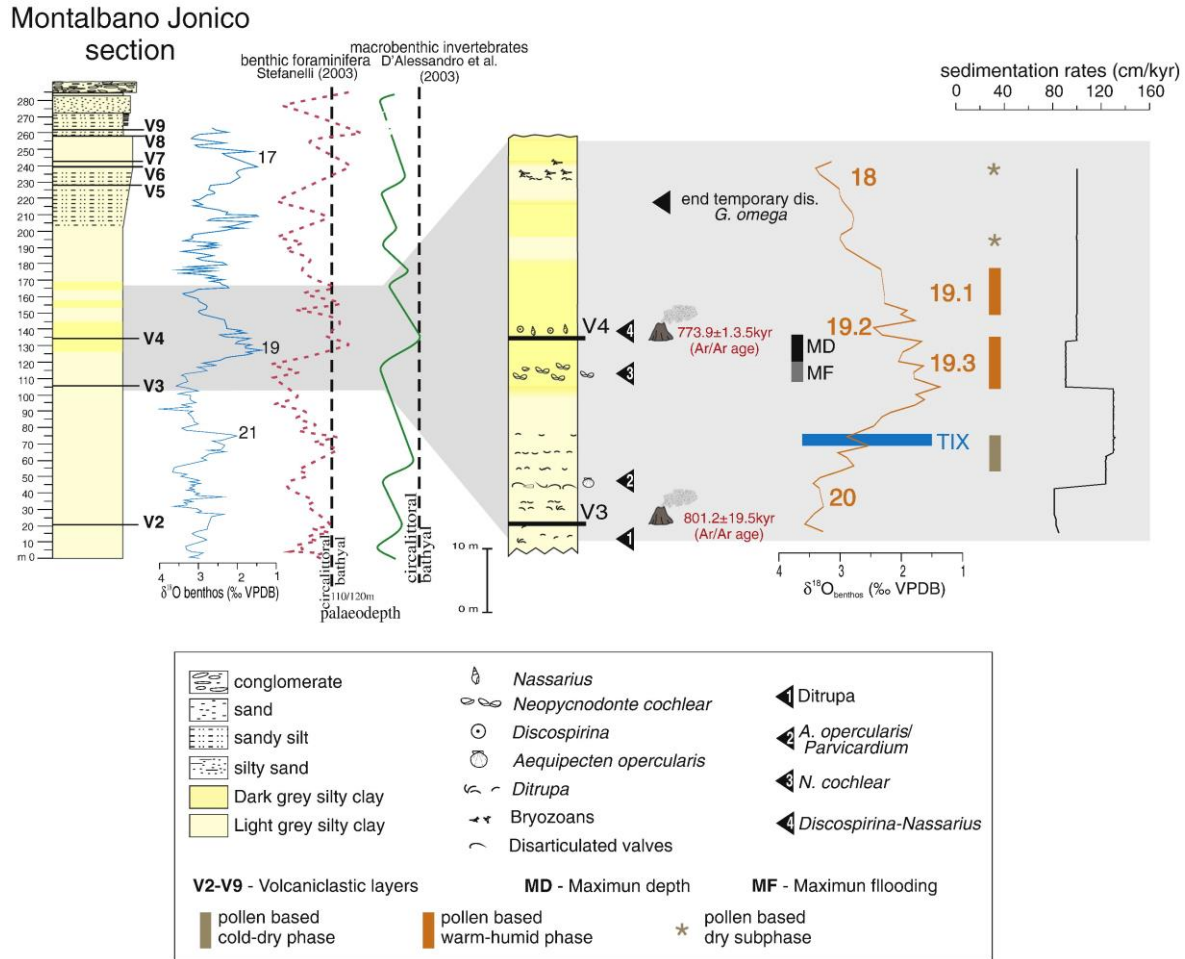 Montalbano Jonico
section
benthic foraminifera
Stefanelli (2003)
macrobenthic invertebrates
D'Alessandro et al.
(2003)
sedimentation rates (cm/kyr)
0 40 80 120 160
280
270
260
250
240
230
220
210
200
190
180
170
160
150
140
130
120
110
100
90
80
70
60
50
40
30
20
10
m 0
V9
V8
V7
V6
V5
V4
V3
V2
17
19
21
4 3 2 1
δ18O benthos (‰ VPDB)
circalittoral
bathyal
110/120m
palaeodepth
circalittoral
bathyal
10 m
0 m
V4
V3
end temporary dis.
G. omega
4
773.9±1.3.5kyr
(Ar/Ar age)
3
2
801.2±19.5kyr
(Ar/Ar age)
1
MD
MF
18
19.1
19.2
19.3
TIX
20
*
*
4 3 2 1
δ18Obenthos (‰ VPDB)
conglomerate
sand
sandy silt
silty sand
Dark grey silty clay
Light grey silty clay
Nassarius
Neopycnodonte cochlear
Discospirina
Aequipecten opercularis
Ditrupa
Bryozoans
Disarticulated valves
1 Ditrupa
2 A. opercularis/
Parvicardium
3 N. cochlear
4 Discospirina-Nassarius
V2-V9 - Volcaniclastic layers
MD - Maximun depth
MF - Maximun fllooding
pollen based
cold-dry phase
pollen based
warm-humid phase
* pollen based
dry subphase